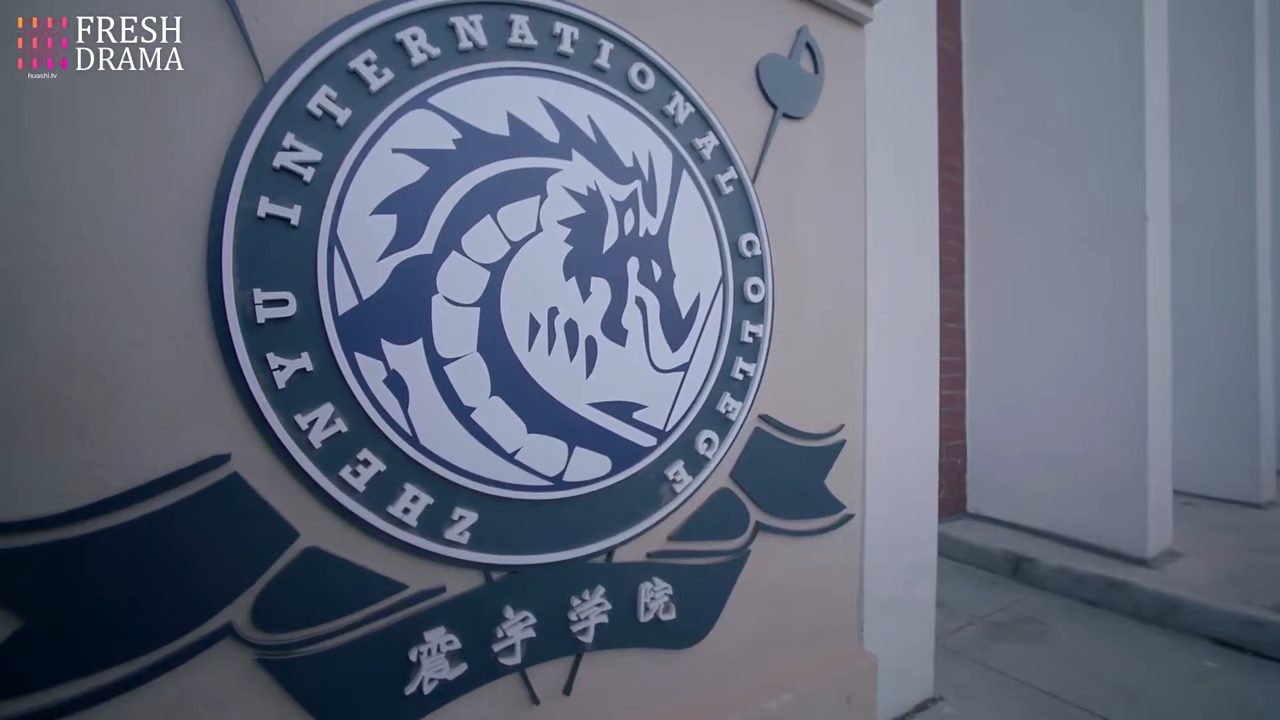 FRESH
DRAMA
huashi.tv
ZHENYU INTERNATIONAL COLLEGE
震宇学院